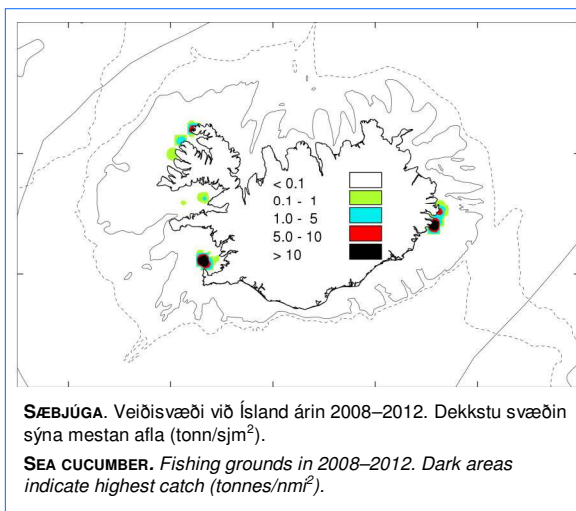 < 0.1
0.1 - 1
1.0 - 5
5.0 - 10
> 10
SÆBJÚGA. Veiðisvæði við Ísland árin 2008–2012. Dekkstu svæðin
sýna mestan afla (tonn/sjm²).
SEA CUCUMBER. Fishing grounds in 2008–2012. Dark areas
indicate highest catch (tonnes/nmi²).